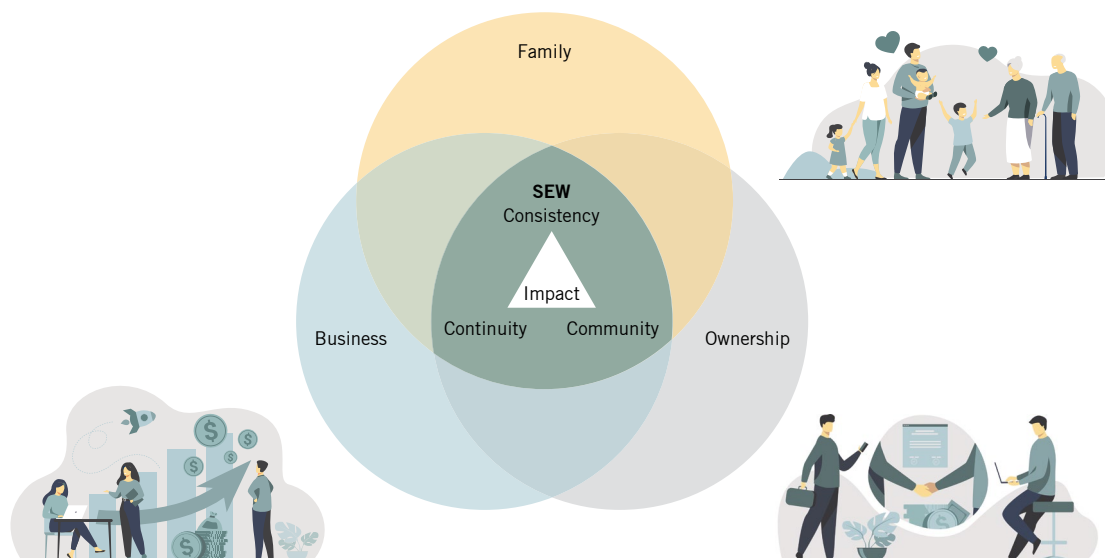 Family
SEW
Consistency
Impact
Continuity
Community
Business
Ownership
$
$
$
$
$
$